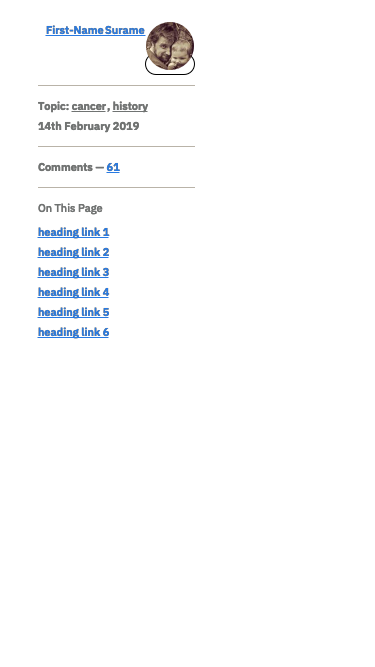 First-Name Surame
Topic: cancer, history
14th February 2019
Comments — 61
On This Page
heading link 1
heading link 2
heading link 3
heading link 4
heading link 5
heading link 6